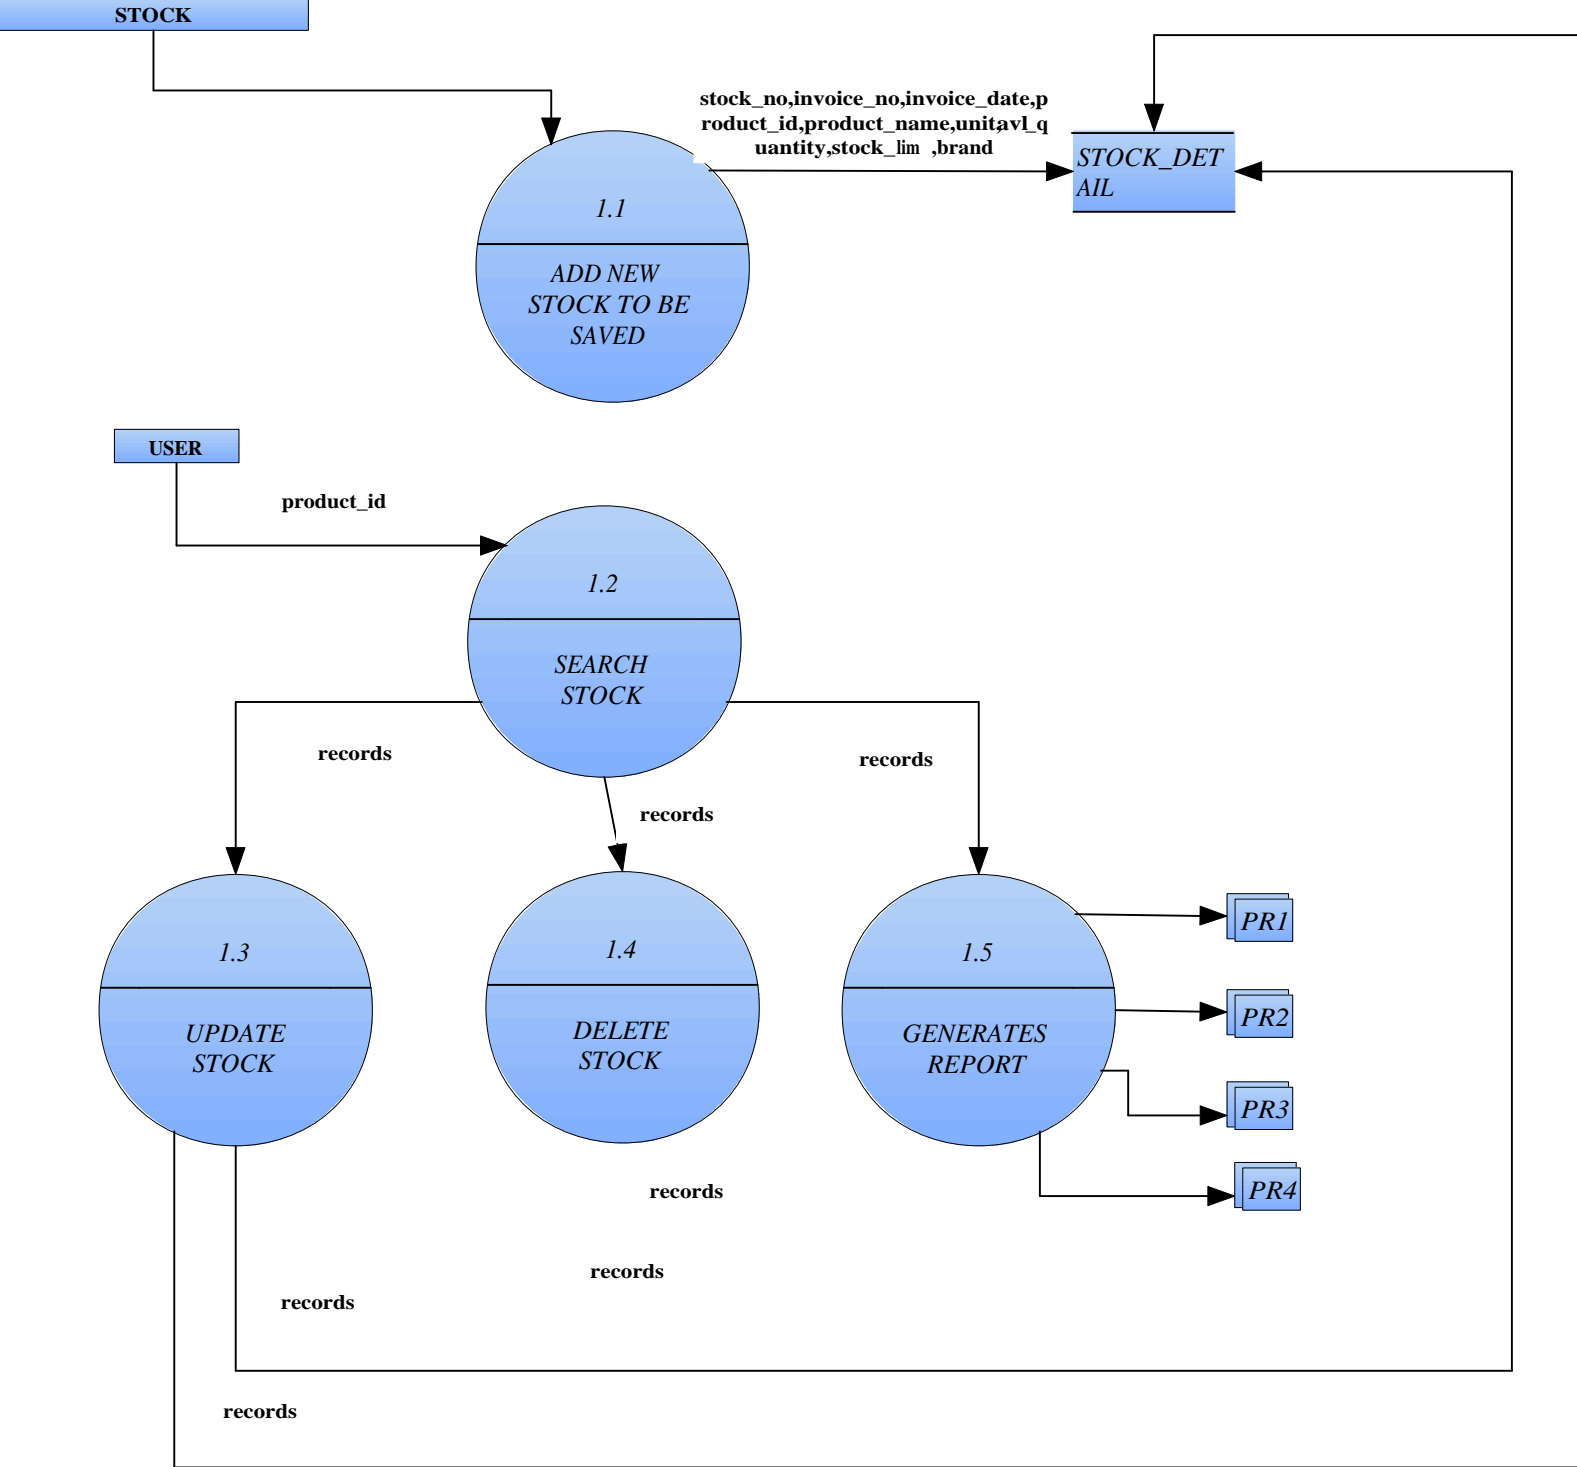 STOCK
stock_no,invoice_no,invoice_date,p
roduct_id,product_name,unit,avl_q
uantity,stock_lim ,brand
STOCK_DET
AIL
1.1
ADD NEW
STOCK TO BE
SAVED
USER
product_id
1.2
SEARCH
STOCK
records
records
records
1.3
UPDATE
STOCK
1.4
DELETE
STOCK
1.5
GENERATES
REPORT
PR1
PR2
PR3
PR4
records
records
records
records